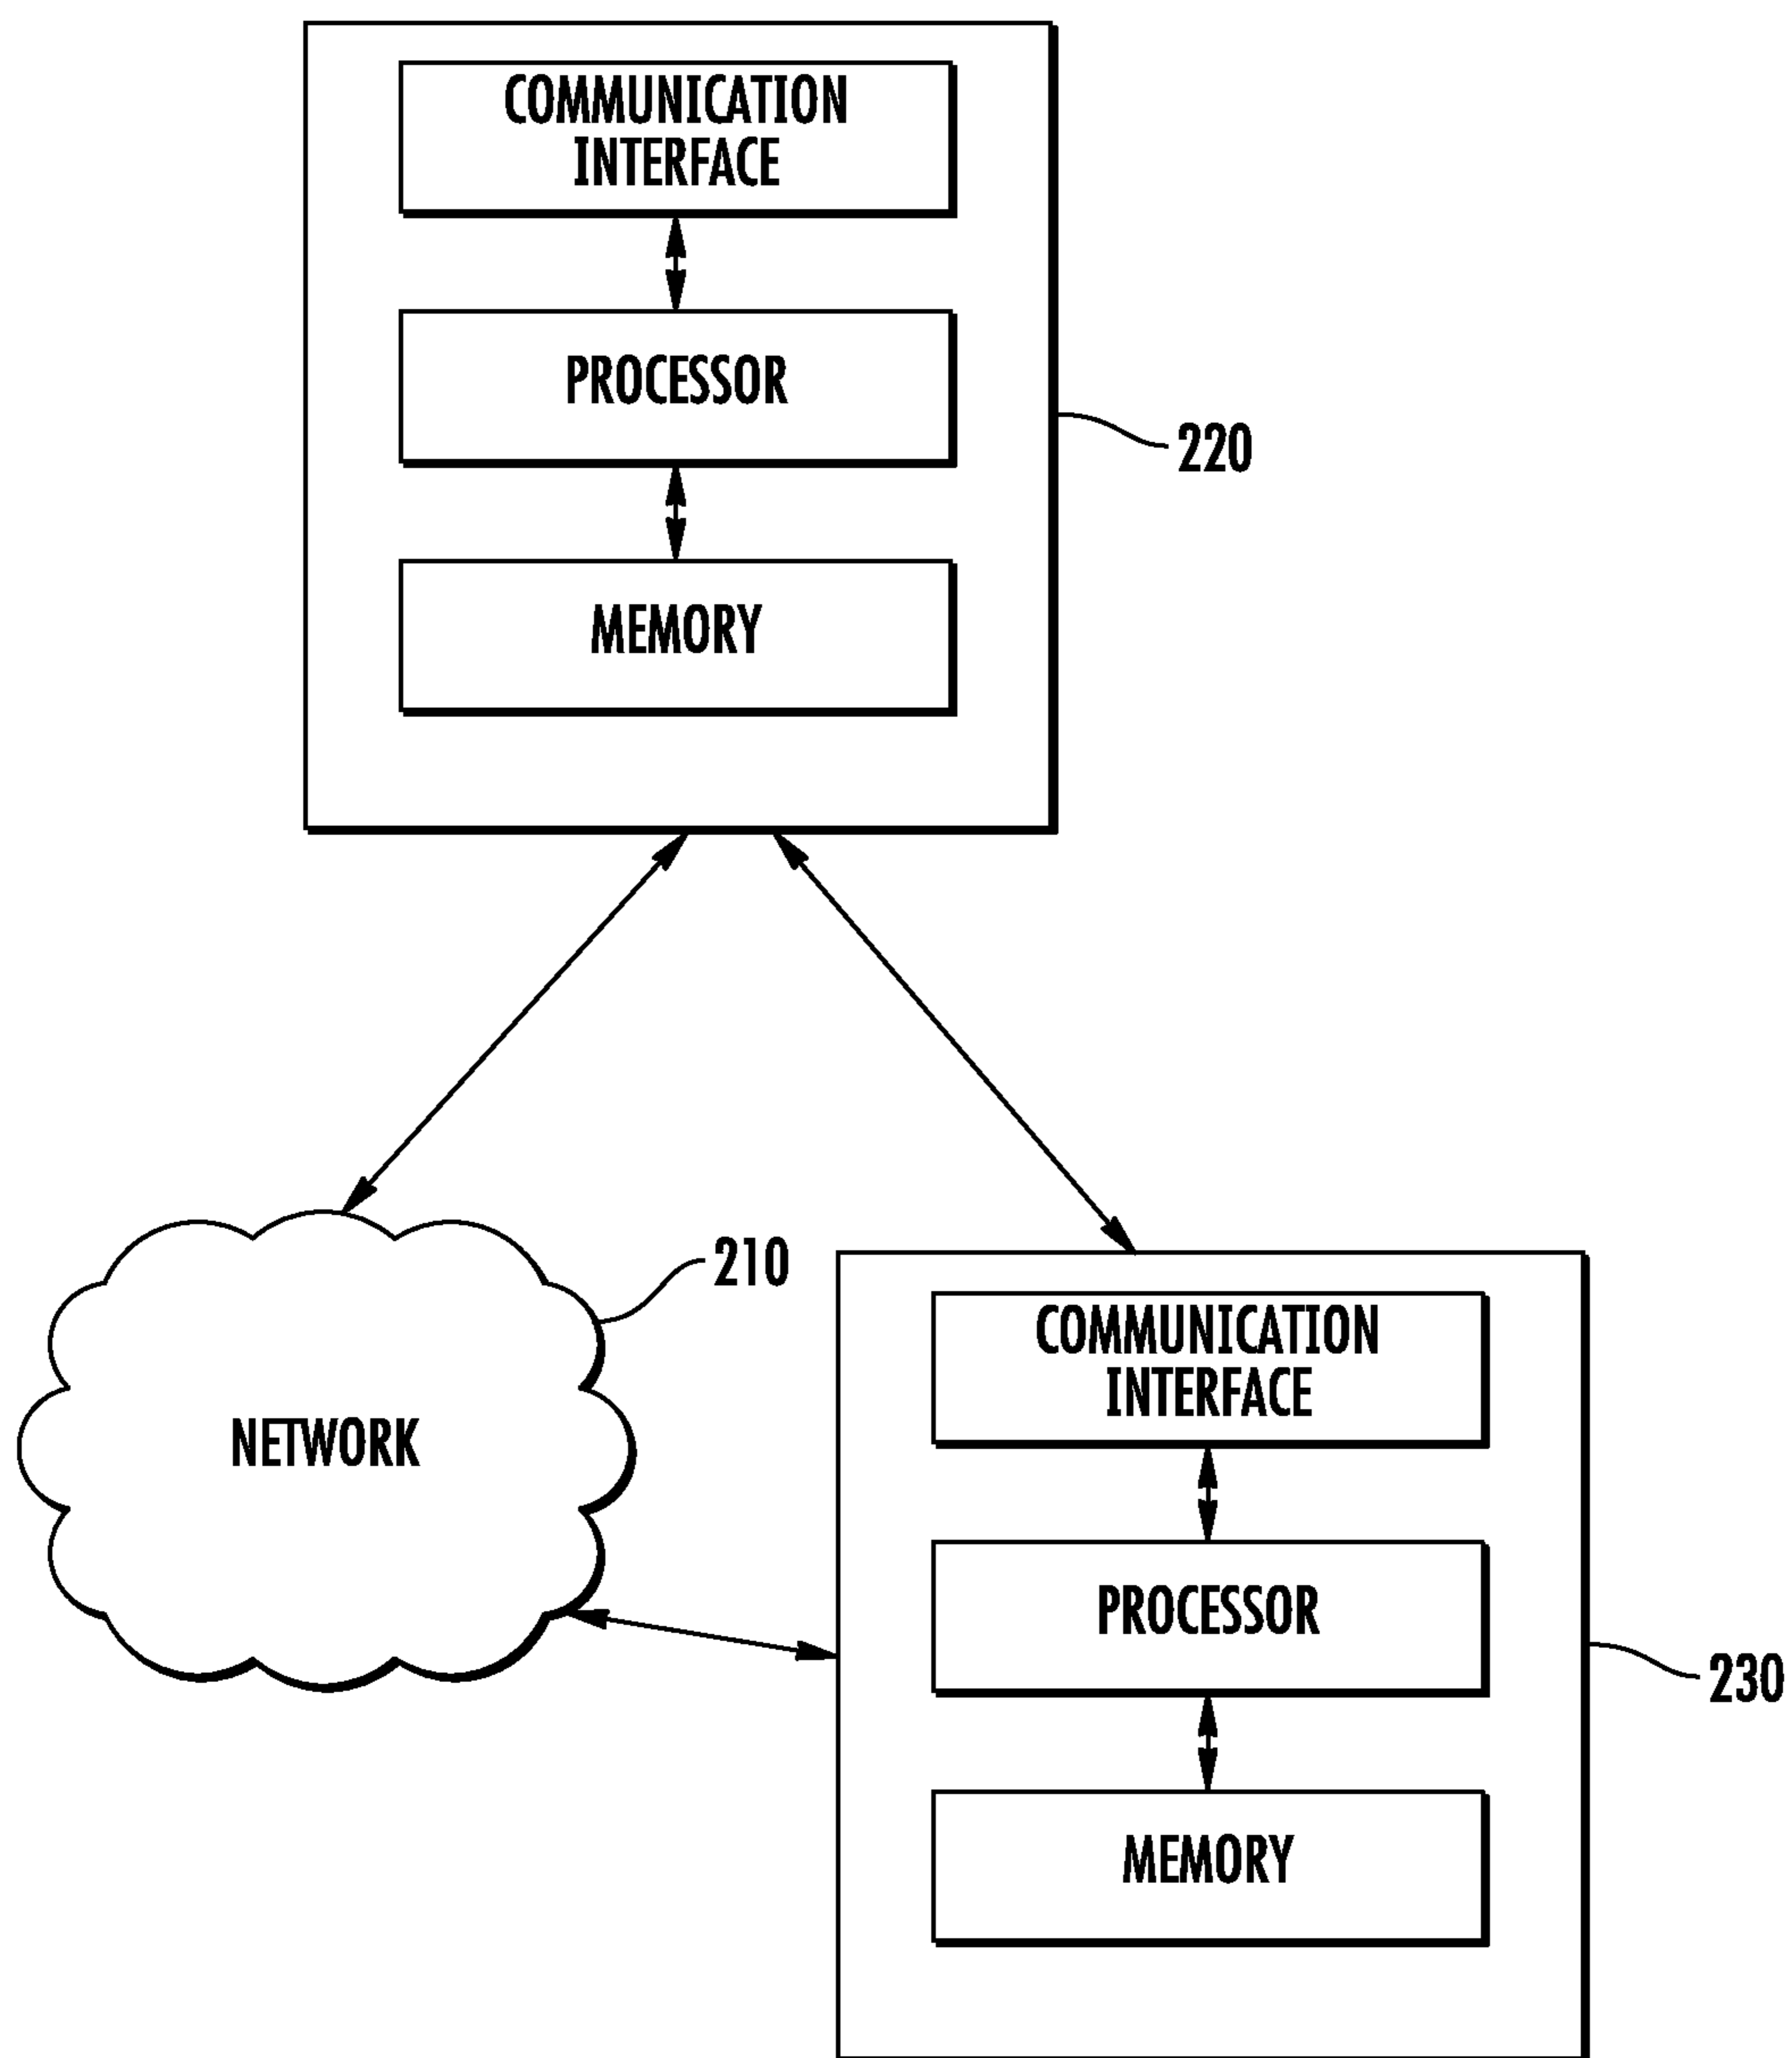 COMMUNICATION
INTERFACE
PROCESSOR
220
MEMORY
210
COMMUNICATION
INTERFACE
NETWORK
PROCESSOR
230
MEMORY